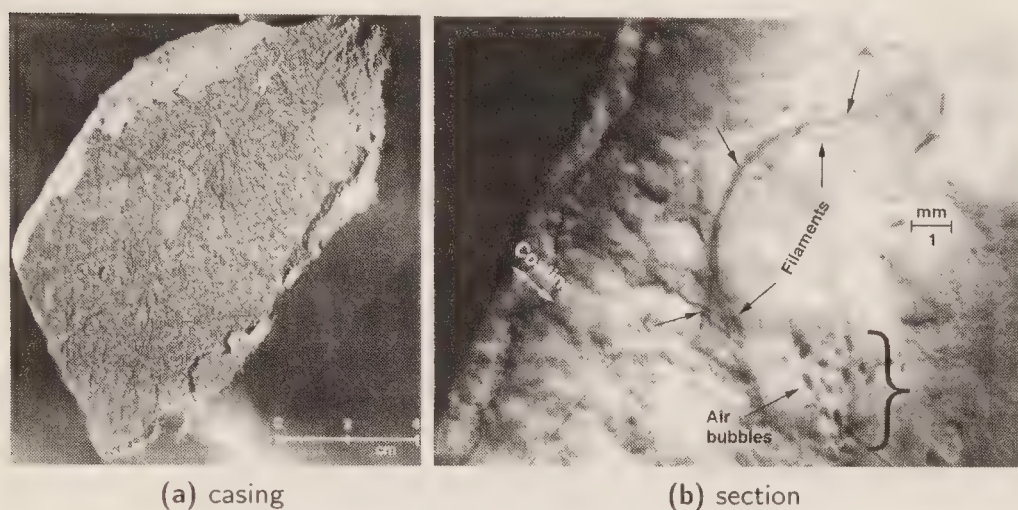 cm
Filaments
mm
1
Air
bubbles
(a) casing
(b) section